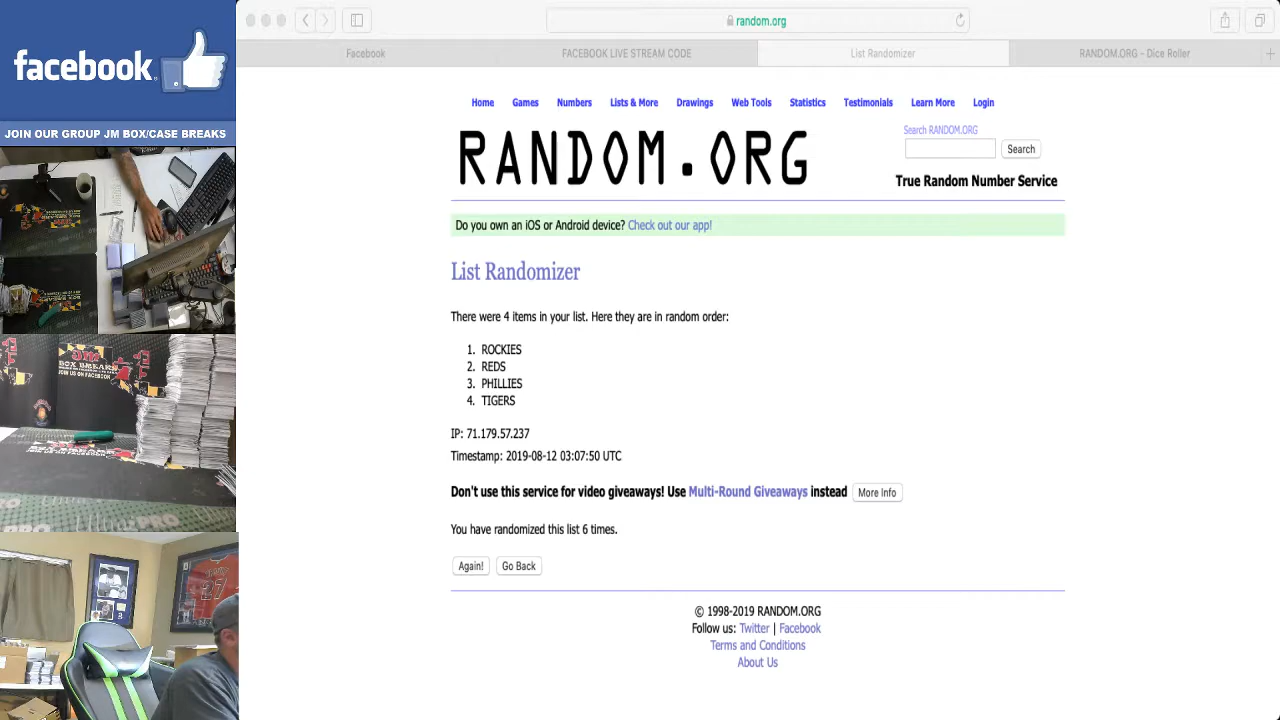 facebook
JOIN OUR GROUP JMI BOX/CASE BREAKS
BOX BREAKS
random.org
Facebook
FACEBOOK LIVE STREAM CODE
List Randomizer
RANDOM.ORG - Dice Roller
Home Games Numbers Lists & More Drawings Web Tools Statistics Testimonials Learn More Login
RANDOM.ORG
Search RANDOM.ORG
Search
True Random Number Service
Do you own an iOS or Android device? Check out our app!
List Randomizer
There were 4 items in your list. Here they are in random order:
1. ROCKIES
2. REDS
3. PHILLIES
4. TIGERS
IP: 71.179.57.237
Timestamp: 2019-08-12 03:07:50 UTC
Don't use this service for video giveaways! Use Multi-Round Giveaways instead More Info
You have randomized this list 6 times.
Again! Go Back
© 1998-2019 RANDOM.ORG
Follow us: Twitter | Facebook
Terms and Conditions
About Us